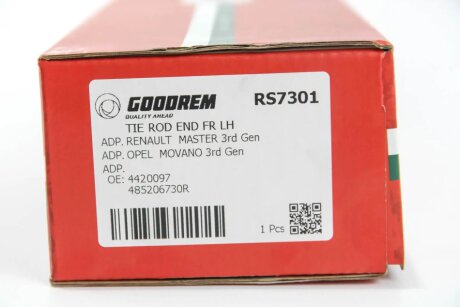 GOODREM
QUALITY AHEAD
RS7301
TIE ROD END FR LH
ADP. RENAULT MASTER 3rd Gen
ADP. OPEL MOVANO 3rd Gen
ADP.
OE: 4420097
485206730R
1 Pcs